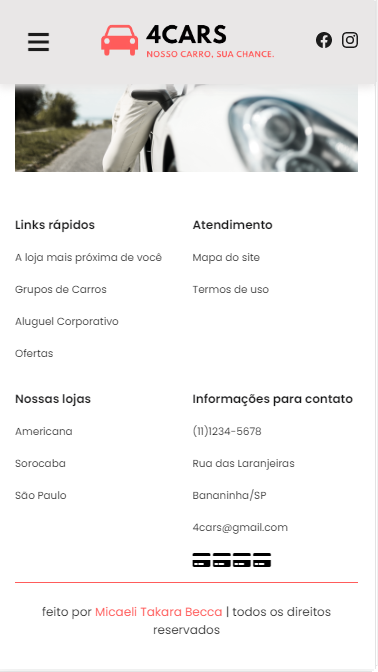 4CARS
NOSSO CARRO, SUA CHANCE.
Links rápidos
A loja mais próxima de você
Grupos de Carros
Aluguel Corporativo
Ofertas
Atendimento
Mapa do site
Termos de uso
Nossas lojas
Americana
Sorocaba
São Paulo
Informações para contato
(11)1234-5678
Rua das Laranjeiras
Bananinha/SP
4cars@gmail.com
feito por Micaeli Takara Becca | todos os direitos
reservados